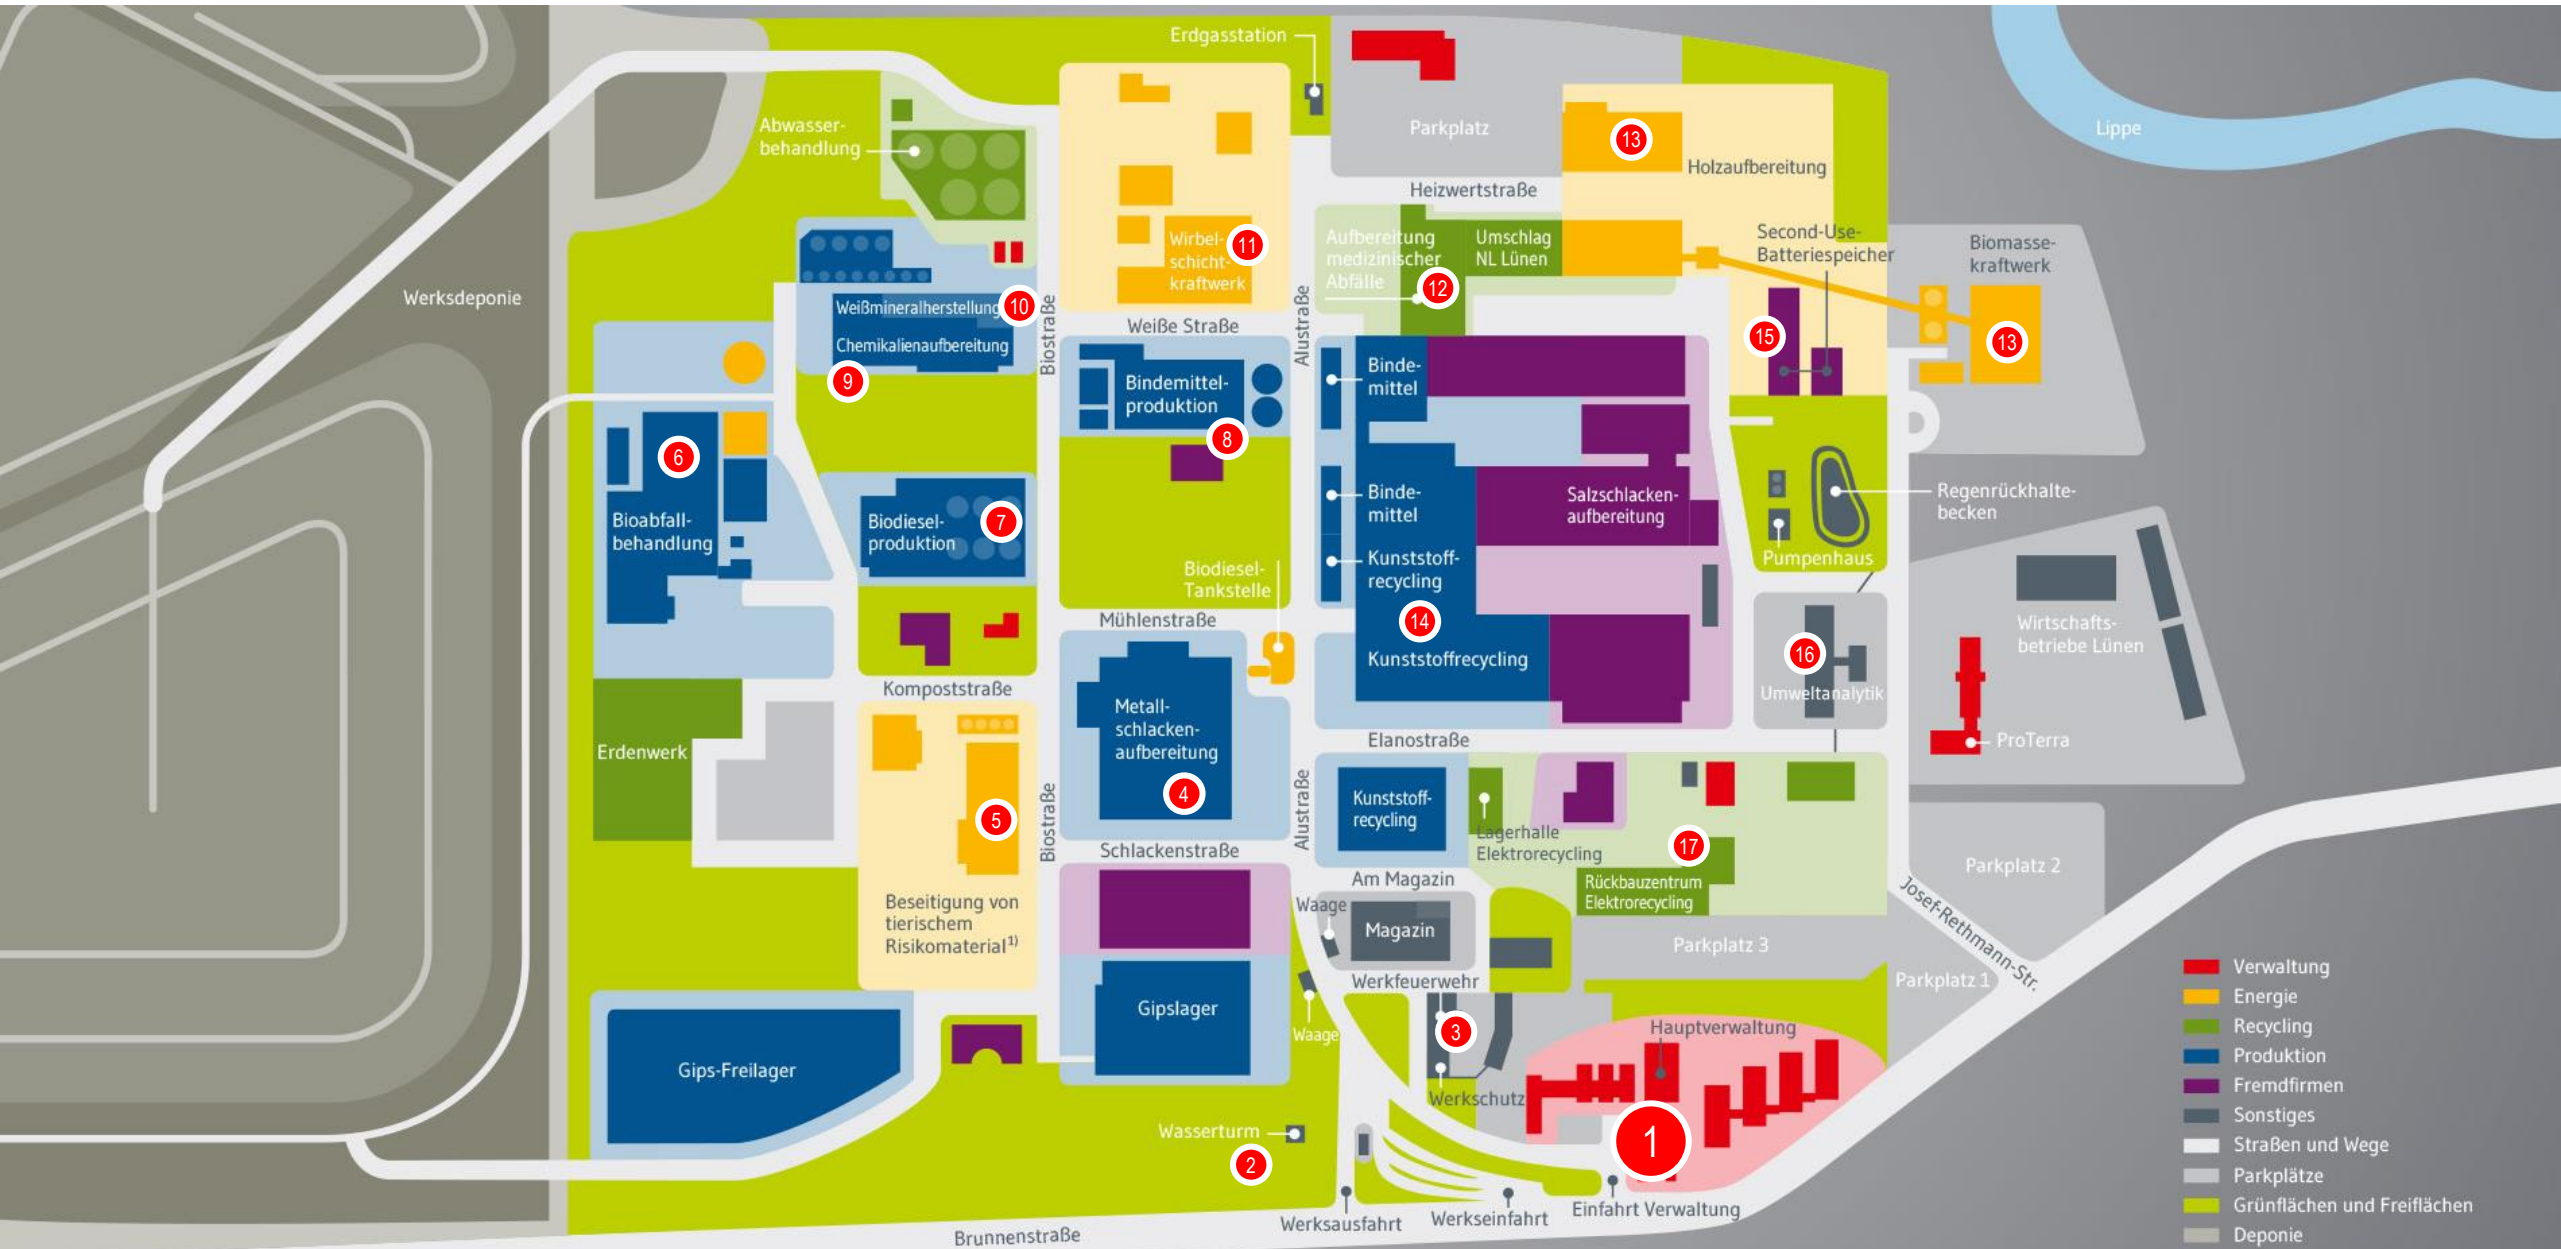 Erdgasstation
Abwasser-
behandlung
Parkplatz
13
Lippe
Holzaufbereitung
Heizwertstraße
Wirbel-
schicht-
kraftwerk
11
Aufbereitung
medizinischer
Abfälle
12
Umschlag
NL Lünen
Second-Use-
Batteriespeicher
Biomasse-
kraftwerk
13
15
Werksdeponie
Weißmineralherstellung
10
Chemikalienaufbereitung
9
Biostraße
Weiße Straße
Alustraße
Bindemittel-
produktion
8
Binde-
mittel
6
Bioabfall-
behandlung
Biodiesel-
produktion
7
Binde-
mittel
Salzschlacken-
aufbereitung
Regenrückhalte-
becken
Pumpenhaus
Kunststoff-
recycling
14
Kunststoffrecycling
Biodiesel-
Tankstelle
Mühlenstraße
16
Umweltanalytik
Wirtschafts-
betriebe Lünen
ProTerra
Kompoststraße
Metall-
schlacken-
aufbereitung
4
Elanostraße
Erdenwerk
5
Biostraße
Alustraße
Kunststoff-
recycling
Lagerhalle
Elektrorecycling
17
Rückbauzentrum
Elektrorecycling
Schlackenstraße
Am Magazin
Parkplatz 2
Josef-Rethmann-Str.
Beseitigung von
tierischem
Risikomaterial¹⁾
Waage
Magazin
Parkplatz 3
Werkfeuerwehr
Parkplatz 1
Gipslager
Waage
3
Hauptverwaltung
Gips-Freilager
Werkschutz
Wasserturm
2
1
Werksausfahrt
Werkseinfahrt
Einfahrt Verwaltung
Brunnenstraße
Verwaltung
Energie
Recycling
Produktion
Fremdfirmen
Sonstiges
Straßen und Wege
Parkplätze
Grünflächen und Freiflächen
Deponie